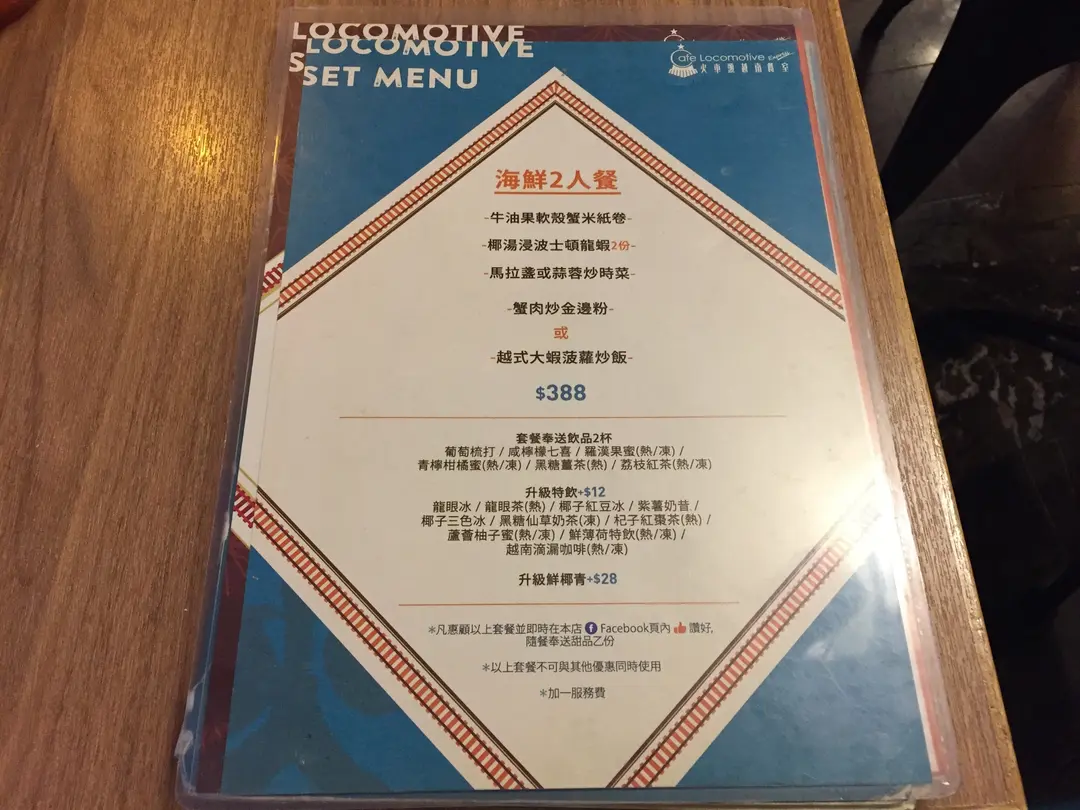 LOCOMOTIVE
LOCOMOTIVE
SET MENU
Cafe Locomotive Express
火車頭越南餐室
海鮮2人餐
-牛油果軟殼蟹米紙卷-
-椰湯浸波士頓龍蝦2份-
-馬拉盞或蒜蓉炒時菜-
-蟹肉炒金邊粉-
或
-越式大蝦菠蘿炒飯-
$388
套餐奉送飲品2杯
葡萄梳打 / 咸檸檬七喜 / 羅漢果蜜(熱/凍) /
青檸柑橘蜜(熱/凍) / 黑糖薑茶(熱) / 荔枝紅茶(熱/凍)
升級特飲+$12
龍眼冰 / 龍眼茶(熱) / 椰子紅豆冰 / 紫薯奶昔 /
椰子三色冰 / 黑糖仙草奶茶(凍) / 杞子紅棗茶(熱) /
蘆薈柚子蜜(熱/凍) / 鮮薄荷特飲(熱/凍) /
越南滴漏咖啡(熱/凍)
升級鮮椰青+$28
*凡惠顧以上套餐並即時在本店 f Facebook頁內 讚好,
隨餐奉送甜品乙份
*以上套餐不可與其他優惠同時使用
*加一服務費